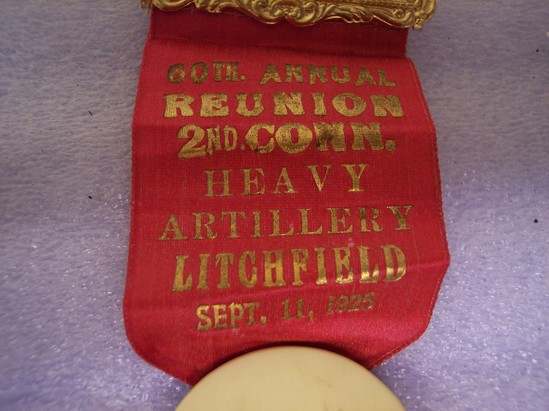 60TH. ANNUAL
REUNION
2ND. CONN.
HEAVY
ARTILLERY
LITCHFIELD
SEPT. 11, 1925